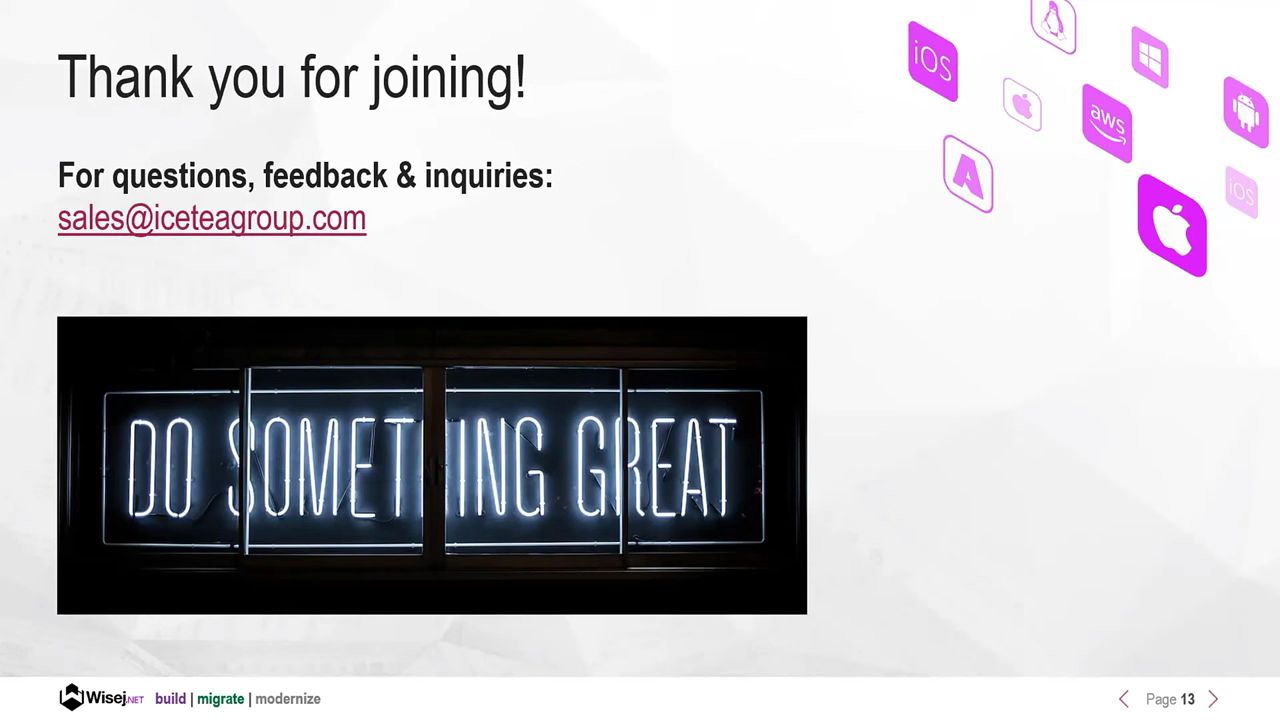 Thank you for joining!
For questions, feedback & inquiries:
sales@iceteagroup.com
iOS
aws
iOS
DO SOMETHING GREAT
Wisej.NET build | migrate | modernize
Page 13